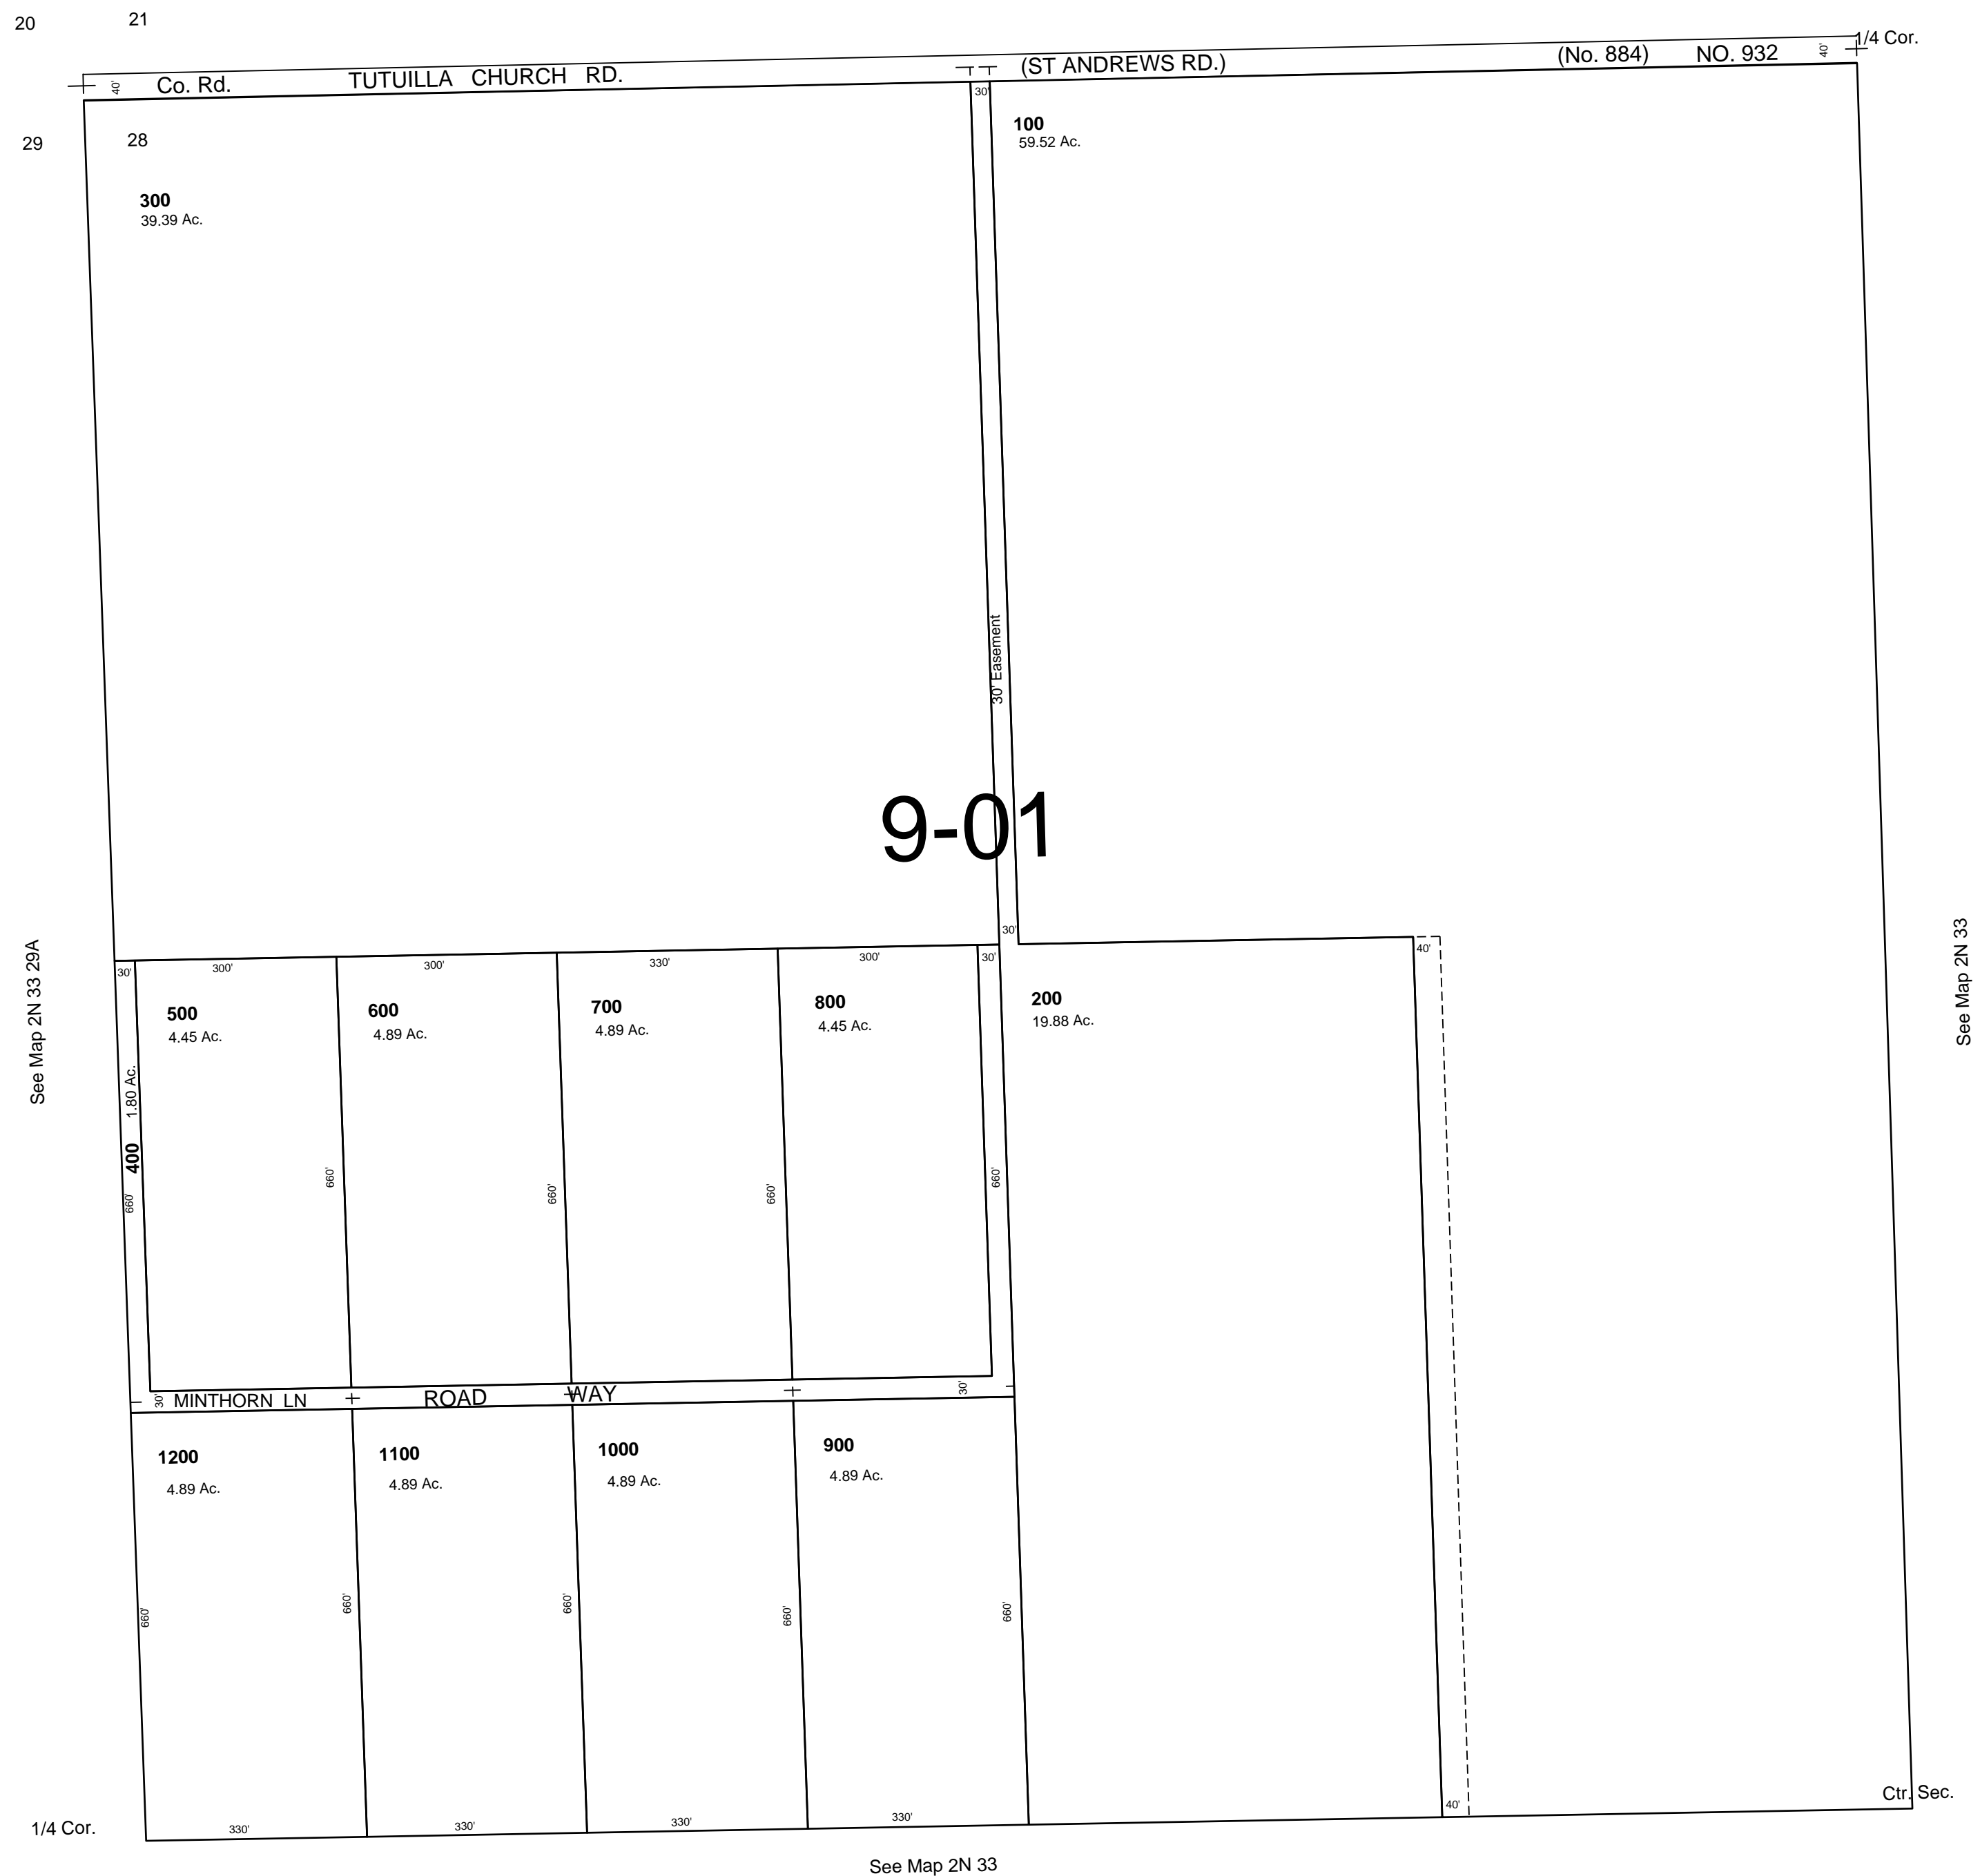 20 21
1/4 Cor.
40' Co. Rd. TUTUILLA CHURCH RD. (ST ANDREWS RD.) (No. 884) NO. 932 40'
30'
29 28
100
59.52 Ac.
300
39.39 Ac.
30' Easement
9-01
30'
40'
30' 300' 300' 330' 300' 30'
500
4.45 Ac.
600
4.89 Ac.
700
4.89 Ac.
800
4.45 Ac.
200
19.88 Ac.
See Map 2N 33 29A
See Map 2N 33
400 1.80 Ac.
660' 660' 660' 660' 660'
30' MINTHORN LN ROAD WAY 30'
1200
4.89 Ac.
1100
4.89 Ac.
1000
4.89 Ac.
900
4.89 Ac.
660' 660' 660' 660' 660'
40'
Ctr. Sec.
1/4 Cor.
330' 330' 330' 330'
See Map 2N 33